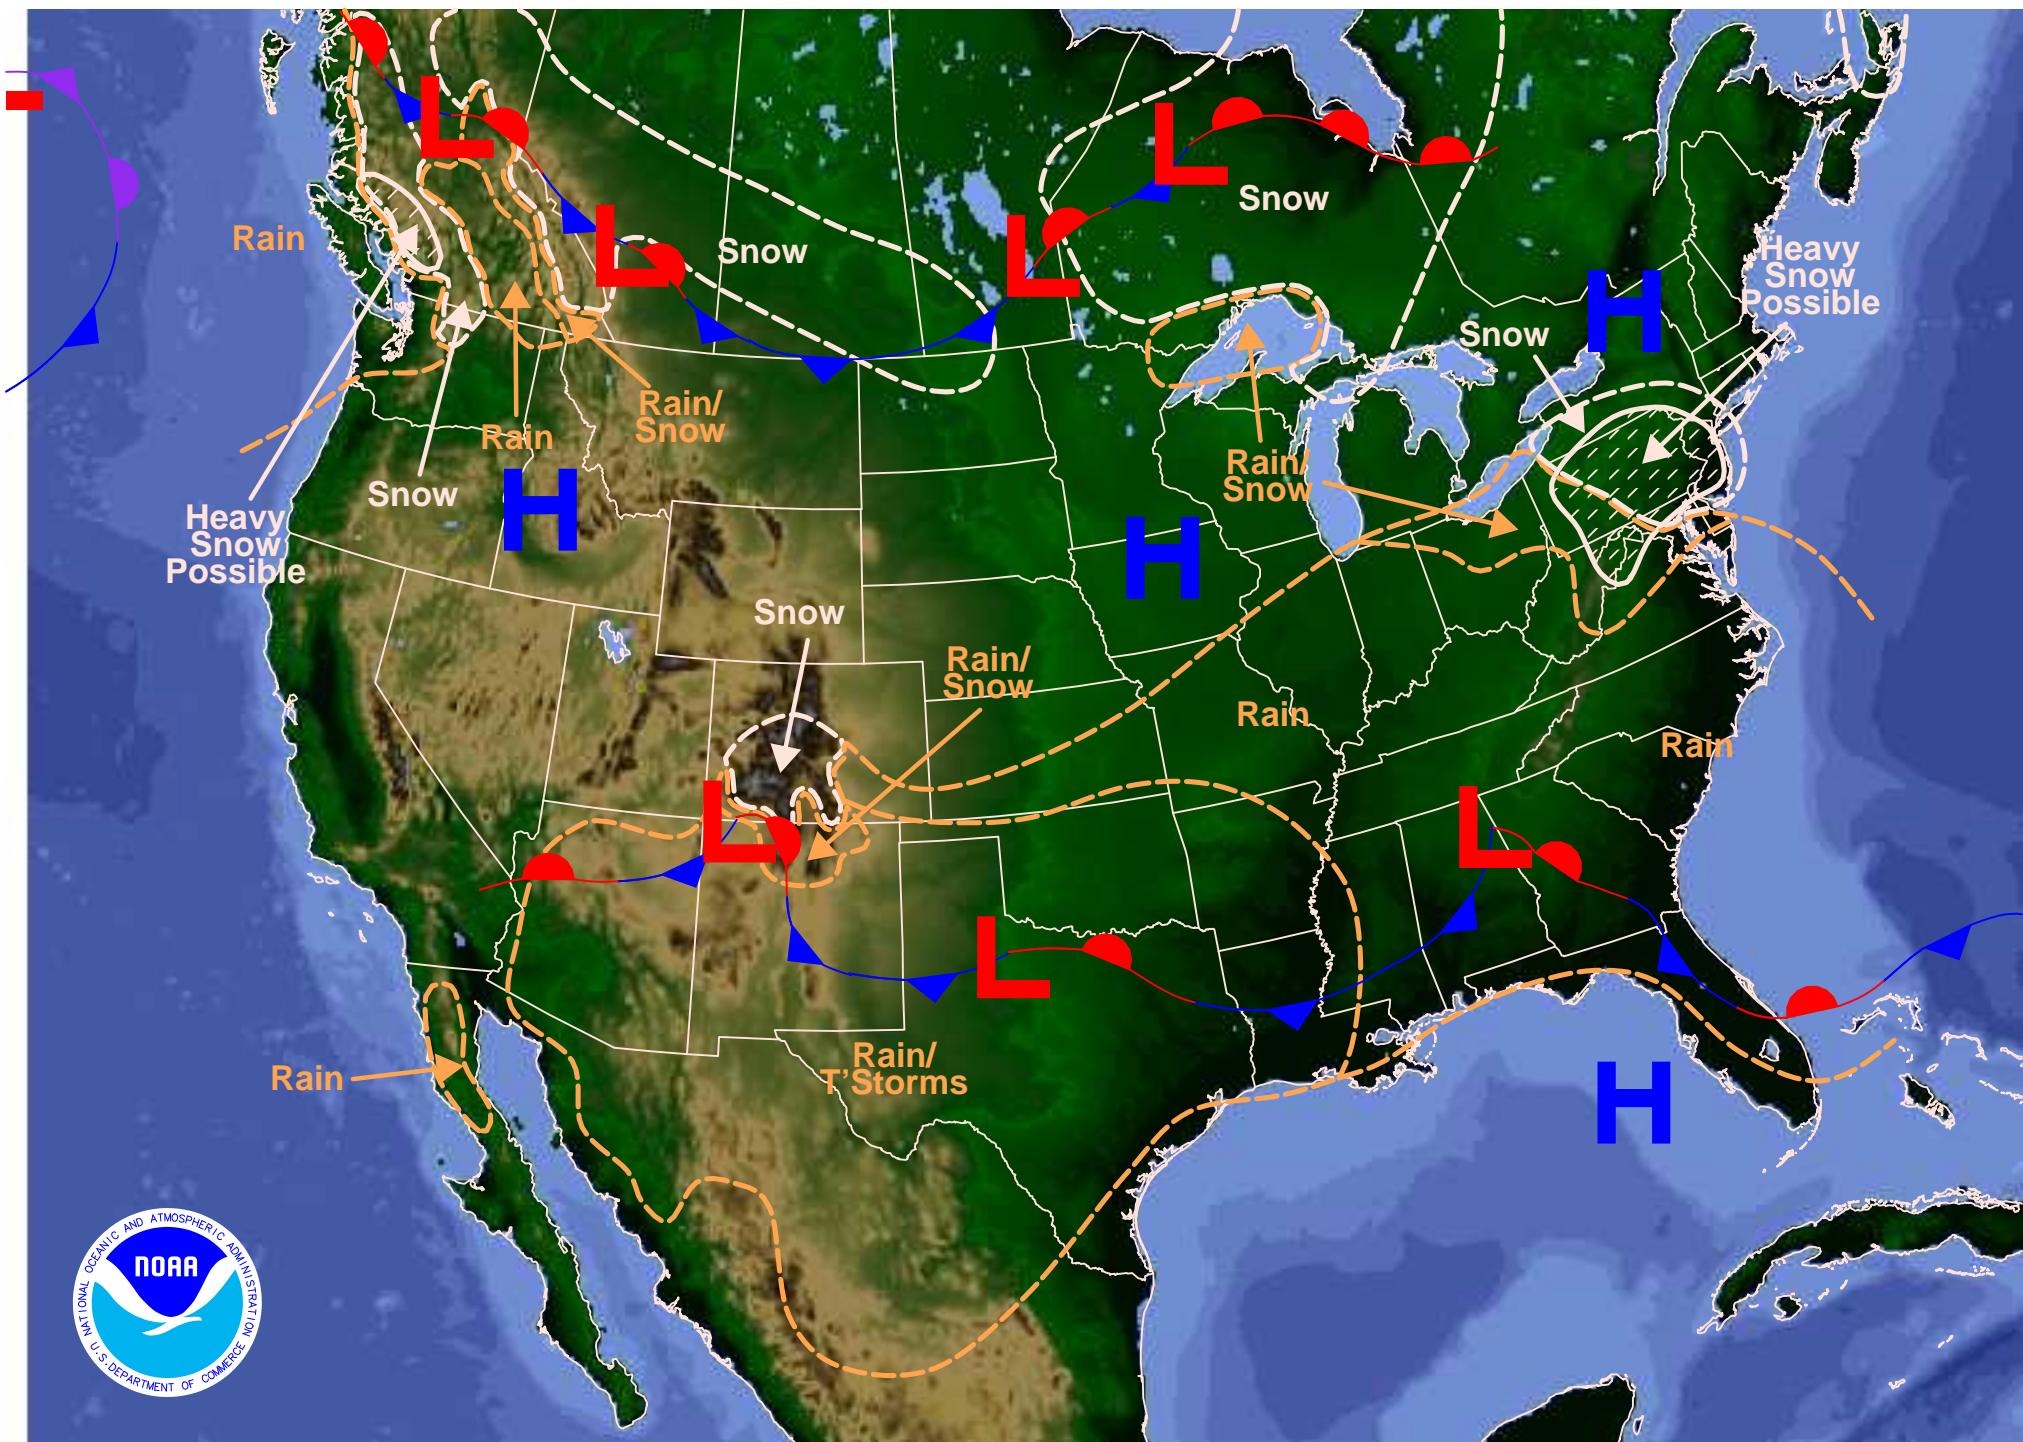 L
L
Snow
Rain
L
Heavy
Snow
Possible
L
Snow
L
H
Snow
Rain/
Snow
Rain
Rain/
Snow
Snow
H
Heavy
Snow
Possible
H
Snow
Rain/
Snow
Rain
Rain
L
L
L
Rain/
T'Storms
Rain
H
NOAA
NATIONAL OCEANIC AND ATMOSPHERIC ADMINISTRATION
U.S. DEPARTMENT OF COMMERCE